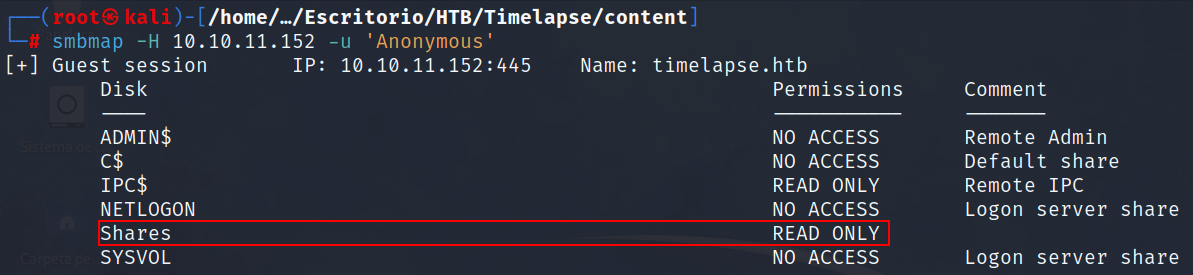 ┌──(root㉿kali)-[/home/…/Escritorio/HTB/Timelapse/content]
└─# smbmap -H 10.10.11.152 -u 'Anonymous'
[+] Guest session IP: 10.10.11.152:445 Name: timelapse.htb
Disk Permissions Comment
---- ----------- -------
ADMIN$ NO ACCESS Remote Admin
C$ NO ACCESS Default share
IPC$ READ ONLY Remote IPC
NETLOGON NO ACCESS Logon server share
Shares READ ONLY
SYSVOL NO ACCESS Logon server share
Sistema de
Carpeta pe